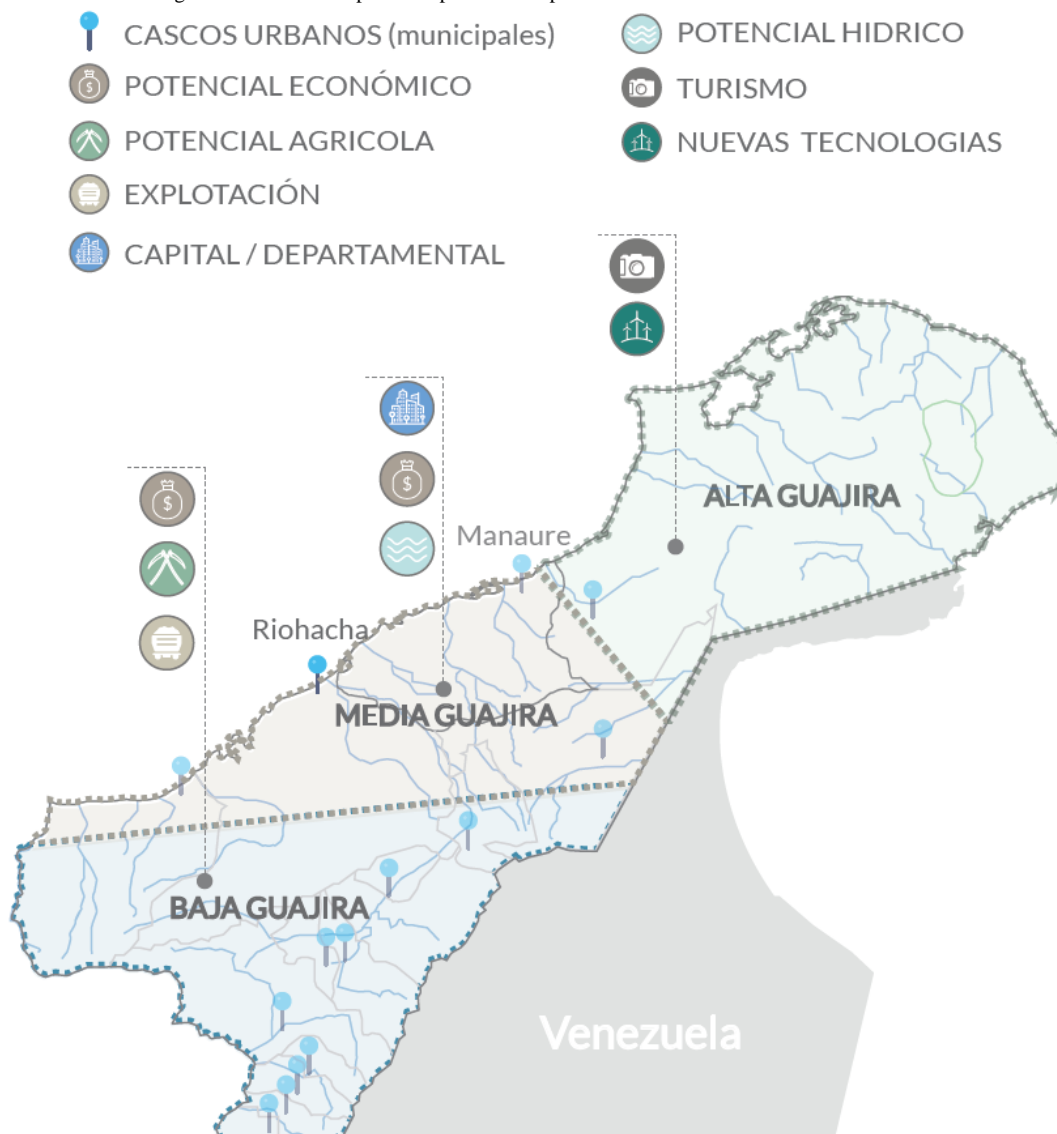 CASCOS URBANOS (municipales)
POTENCIAL ECONÓMICO
POTENCIAL AGRICOLA
EXPLOTACIÓN
CAPITAL / DEPARTAMENTAL
POTENCIAL HIDRICO
TURISMO
NUEVAS TECNOLOGIAS
ALTA GUAJIRA
Manaure
Riohacha
MEDIA GUAJIRA
BAJA GUAJIRA
Venezuela